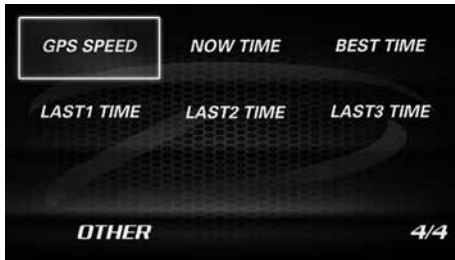 GPS SPEED NOW TIME BEST TIME
LAST1 TIME LAST2 TIME LAST3 TIME
OTHER 4/4